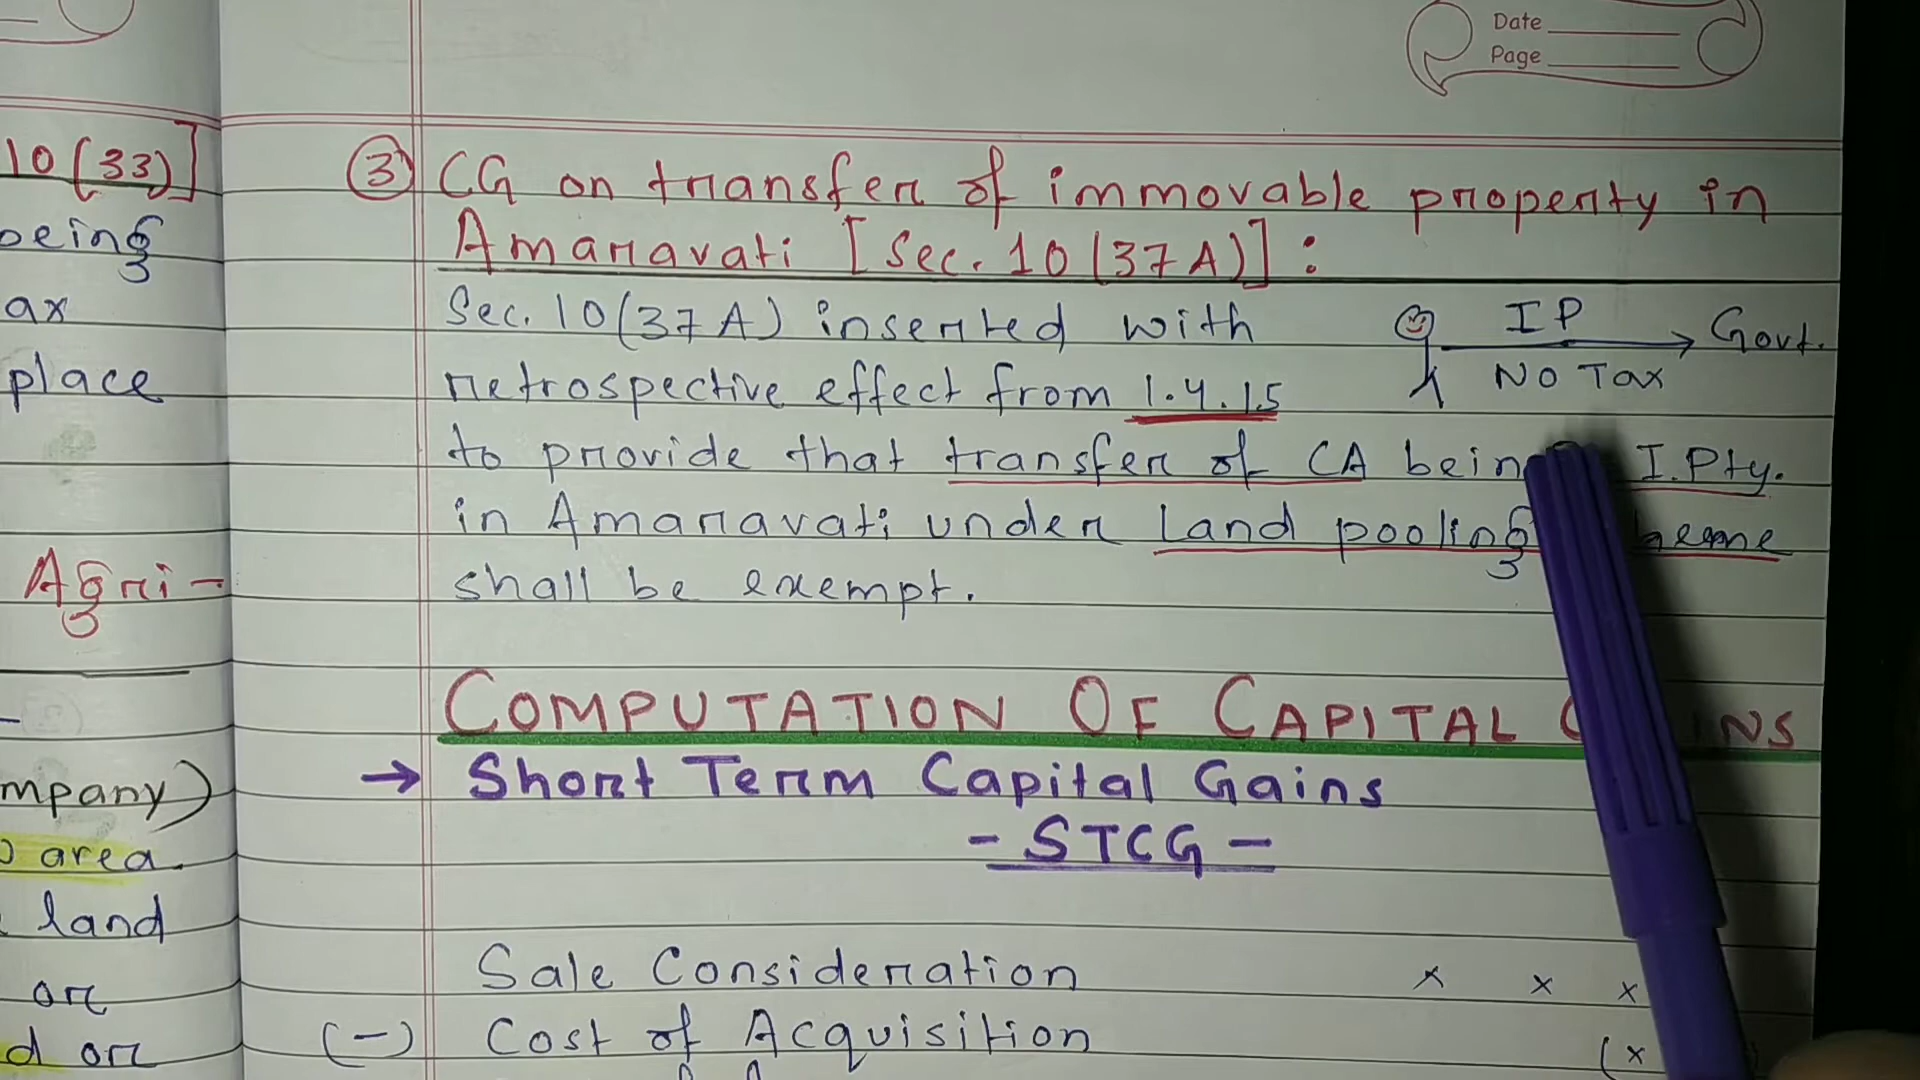 Date
Page
10(33)]
being
ax
place
Agri-
mpany)
area
land
or
d or
③ CG on transfer of immovable property in
Amaravati [Sec. 10(37A)]:
Sec. 10(37A) inserted with
retrospective effect from 1.4.15
to provide that transfer of CA being I.Pty.
in Amaravati under land pooling
shall be exempt.
IP
Govt.
NO Tax
COMPUTATION OF CAPITAL
→ Short Term Capital Gains
- STCG -
Sale Consideration x x x
(-) Cost of Acquisition (x